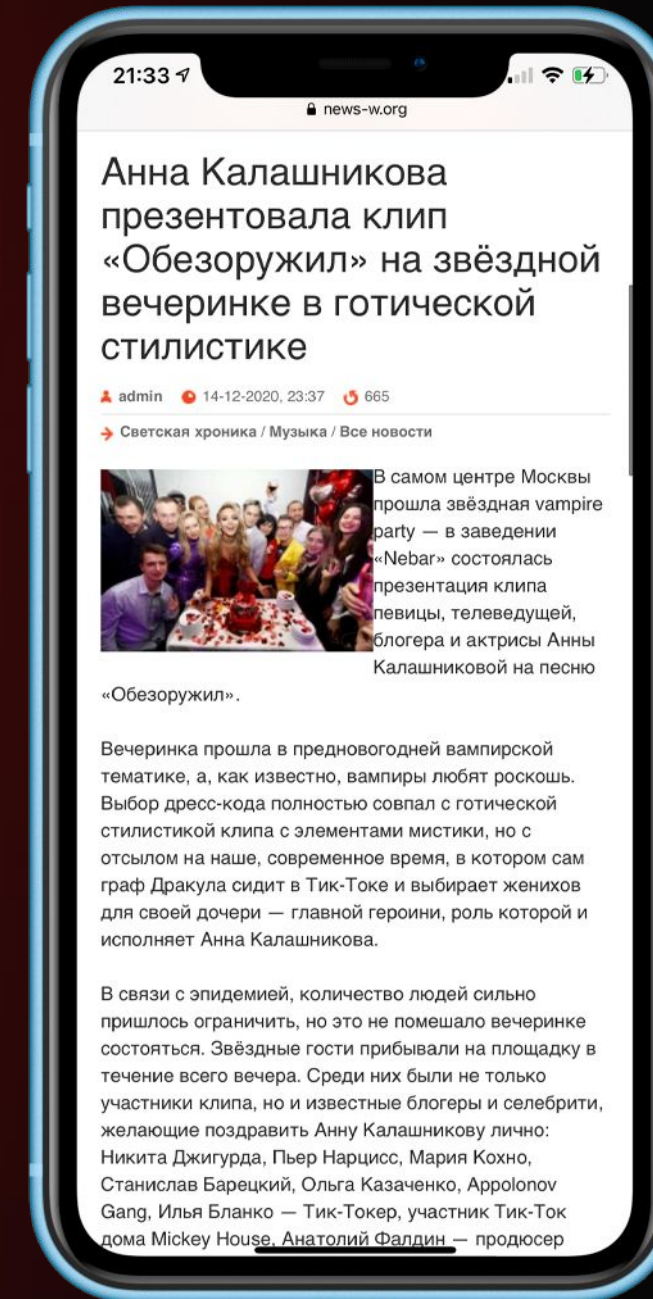 21:33
news-w.org
Анна Калашникова
презентовала клип
«Обезоружил» на звёздной
вечеринке в готической
стилистике
admin 14-12-2020, 23:37 665
Светская хроника / Музыка / Все новости
В самом центре Москвы
прошла звёздная vampire
party — в заведении
«Nebar» состоялась
презентация клипа
певицы, телеведущей,
блогера и актрисы Анны
Калашниковой на песню
«Обезоружил».
Вечеринка прошла в предновогодней вампирской
тематике, а, как известно, вампиры любят роскошь.
Выбор дресс-кода полностью совпал с готической
стилистикой клипа с элементами мистики, но с
отсылом на наше, современное время, в котором сам
граф Дракула сидит в Тик-Токе и выбирает женихов
для своей дочери — главной героини, роль которой и
исполняет Анна Калашникова.
В связи с эпидемией, количество людей сильно
пришлось ограничить, но это не помешало вечеринке
состояться. Звёздные гости прибывали на площадку в
течение всего вечера. Среди них были не только
участники клипа, но и известные блогеры и селебрити,
желающие поздравить Анну Калашникову лично:
Никита Джигурда, Пьер Нарцисс, Мария Кохно,
Станислав Барецкий, Ольга Казаченко, Appolonov
Gang, Илья Бланко — Тик-Токер, участник Тик-Ток
дома Mickey House, Анатолий Фалдин — продюсер